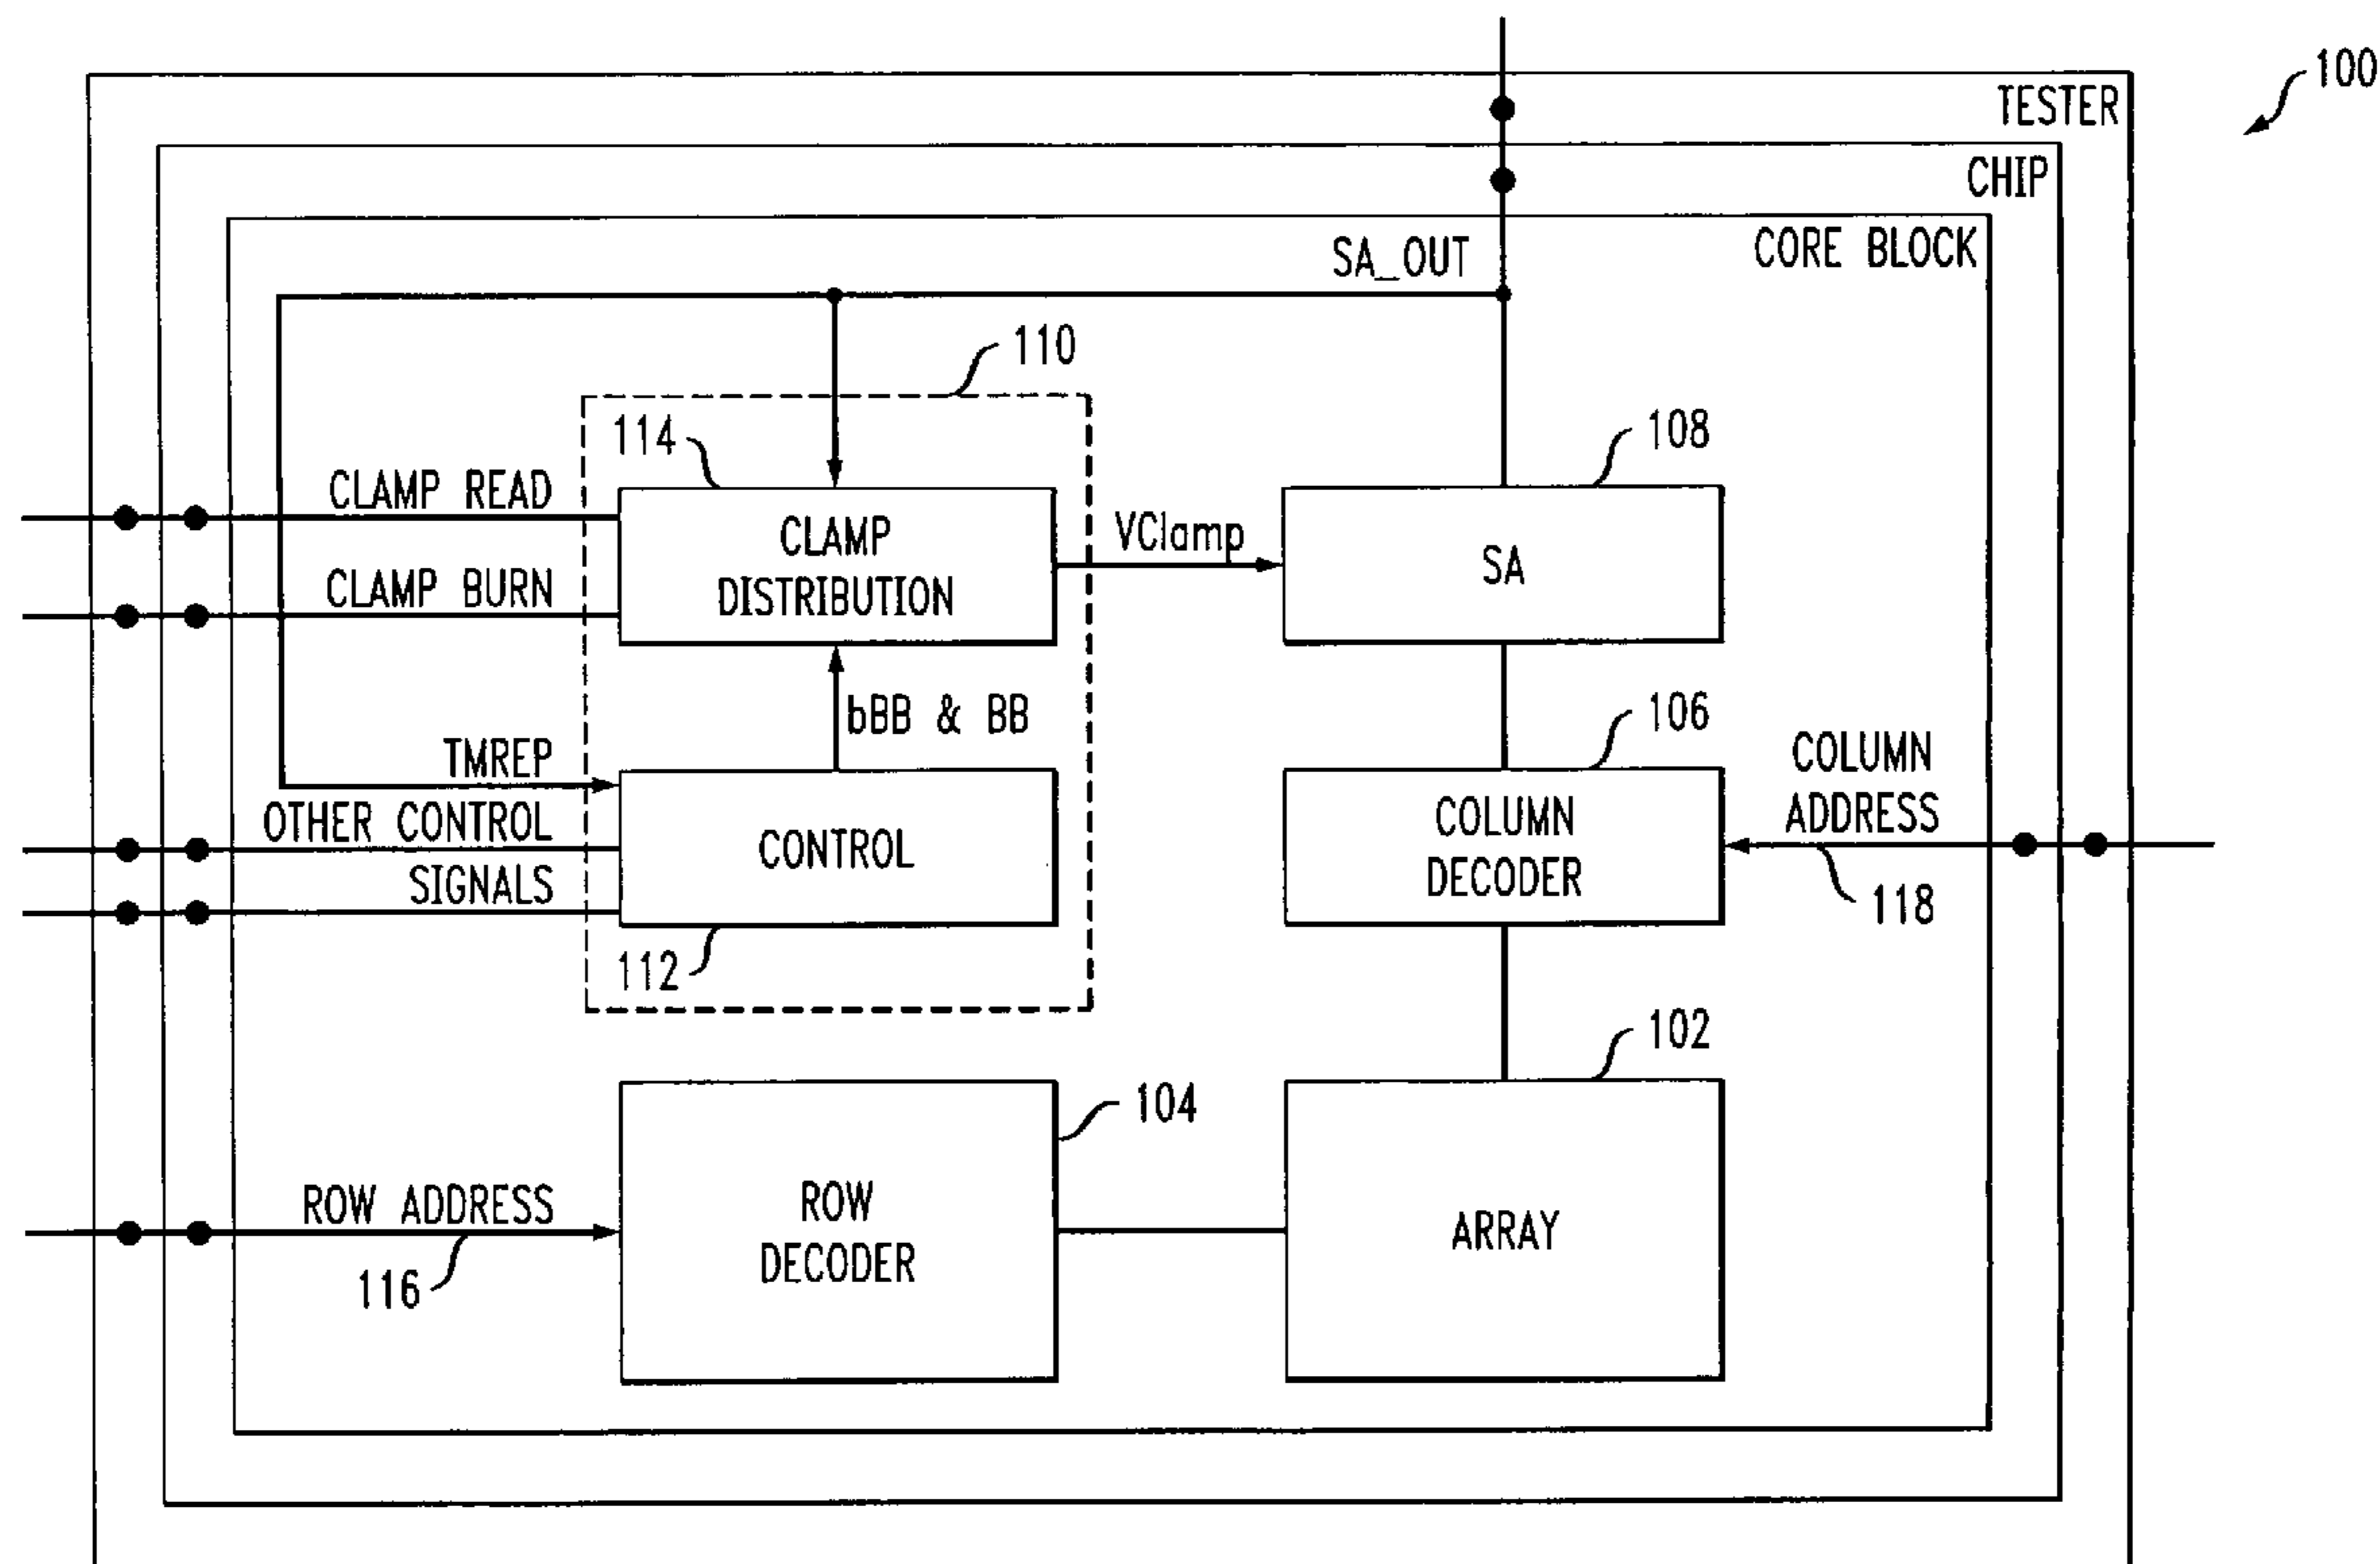 100
TESTER
CHIP
CORE BLOCK
SA_OUT
110
114
108
CLAMP READ
CLAMP
DISTRIBUTION
VClamp
SA
CLAMP BURN
bBB & BB
106
TMREP
COLUMN
ADDRESS
OTHER CONTROL
SIGNALS
CONTROL
COLUMN
DECODER
118
112
102
104
ROW ADDRESS
ROW
DECODER
ARRAY
116